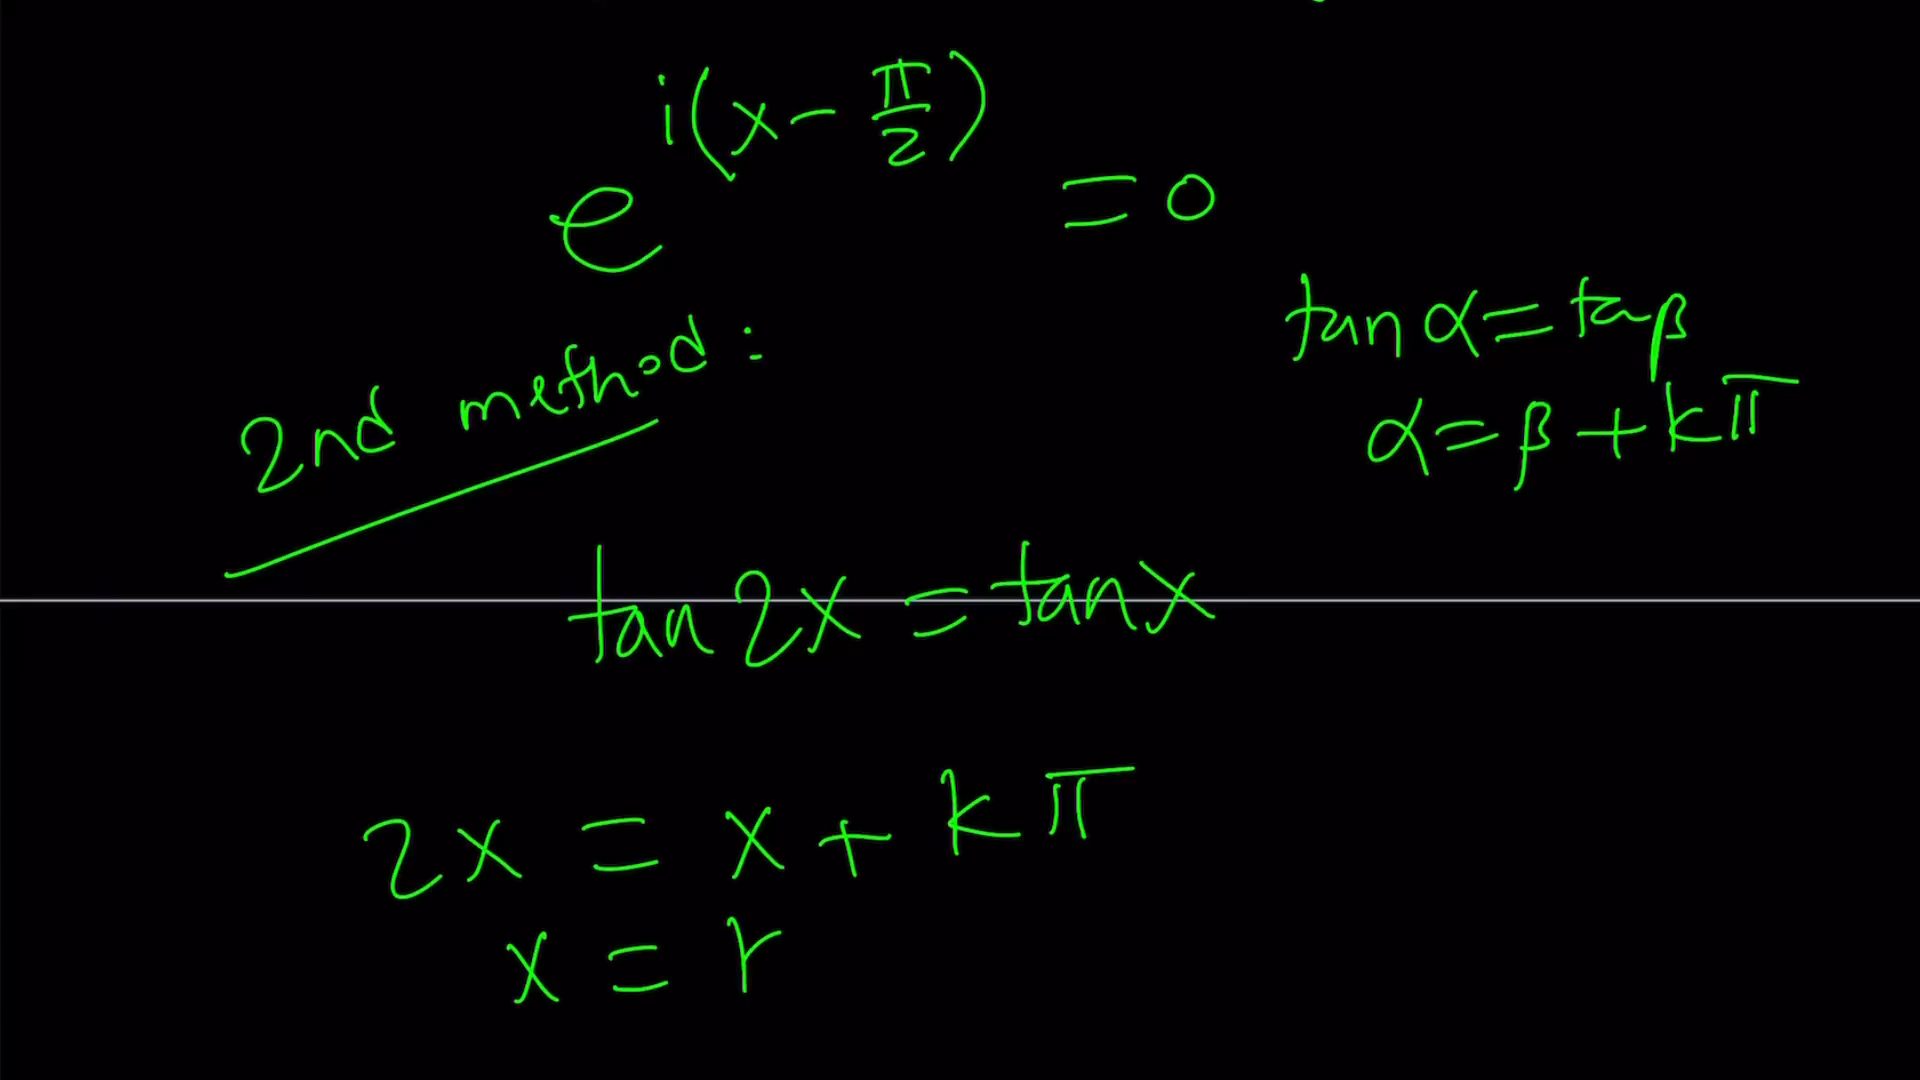 e^{i(x - π/2)} = 0
tan α = tan β
α = β + kπ
2nd method:
tan 2x = tan x
2x = x + kπ
x = r